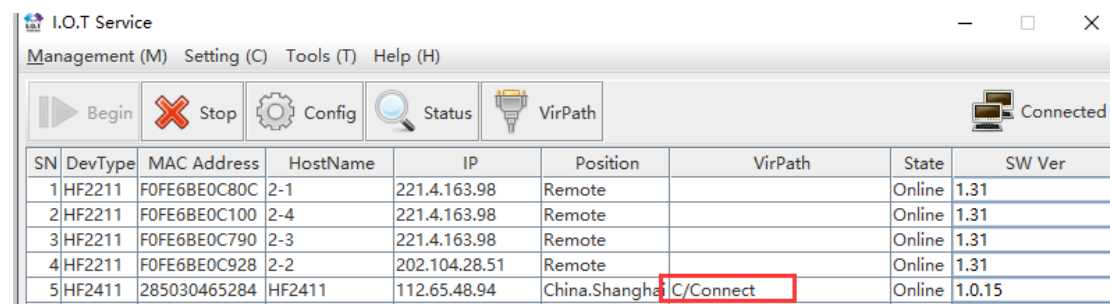 I.O.T I.O.T Service
Management (M) Setting (C) Tools (T) Help (H)
Begin Stop Config Status VirPath Connected
SN DevType MAC Address HostName IP Position VirPath State SW Ver
1 HF2211 F0FE6BE0C80C 2-1 221.4.163.98 Remote Online 1.31
2 HF2211 F0FE6BE0C100 2-4 221.4.163.98 Remote Online 1.31
3 HF2211 F0FE6BE0C790 2-3 221.4.163.98 Remote Online 1.31
4 HF2211 F0FE6BE0C928 2-2 202.104.28.51 Remote Online 1.31
5 HF2411 285030465284 HF2411 112.65.48.94 China.Shanghai C/Connect Online 1.0.15